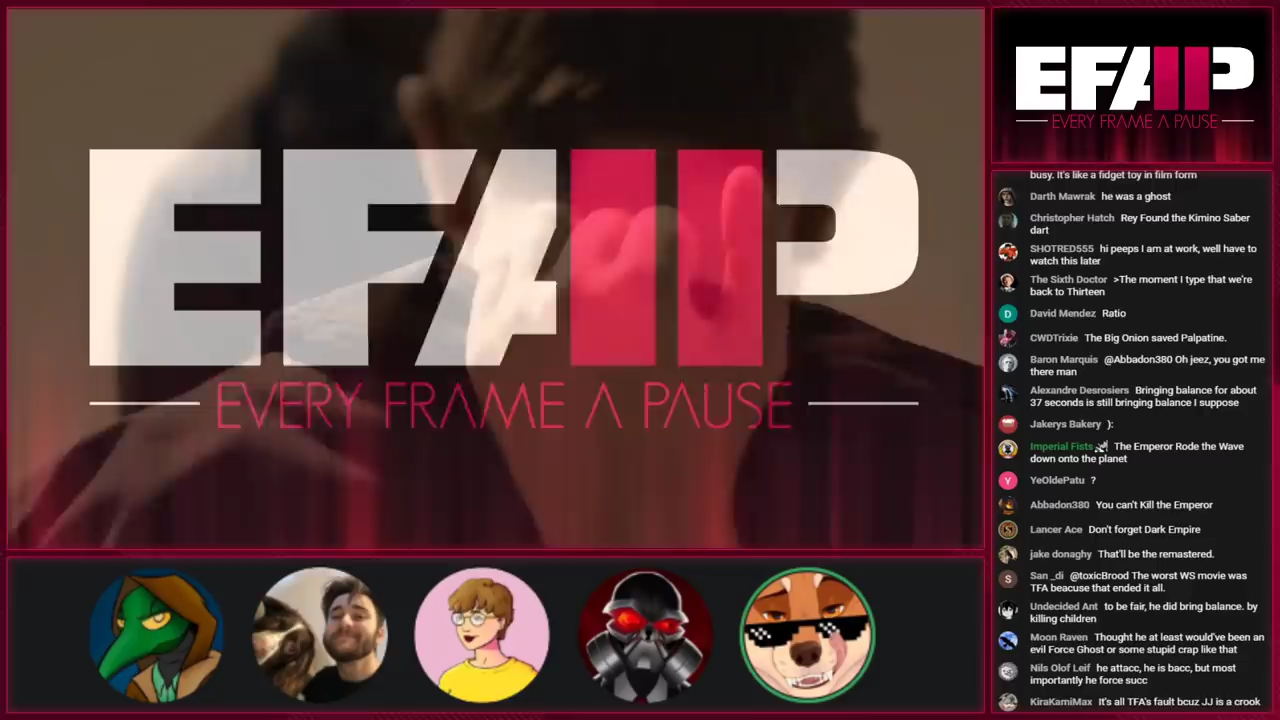 EFAP
EVERY FRAME A PAUSE
EFAP
EVERY FRAME A PAUSE
busy. It's like a fidget toy in film form
Darth Mawrak he was a ghost
Christopher Hatch Rey Found the Kimino Saber
dart
SHOTRED555 hi peeps I am at work, well have to
watch this later
The Sixth Doctor >The moment I type that we're
back to Thirteen
D David Mendez Ratio
CWDTrixie The Big Onion saved Palpatine.
Baron Marquis @Abbadon380 Oh jeez, you got me
there man
Alexandre Desrosiers Bringing balance for about
37 seconds is still bringing balance I suppose
Jakerys Bakery ):
Imperial Fists The Emperor Rode the Wave
down onto the planet
Y YeOldePatu ?
Abbadon380 You can't Kill the Emperor
Lancer Ace Don't forget Dark Empire
jake donaghy That'll be the remastered.
S San _di @toxicBrood The worst WS movie was
TFA beacuse that ended it all.
Undecided Ant to be fair, he did bring balance. by
killing children
Moon Raven Thought he at least would've been an
evil Force Ghost or some stupid crap like that
Nils Olof Leif he attacc, he is bacc, but most
importantly he force succ
KiraKamiMax It's all TFA's fault bcuz JJ is a crook